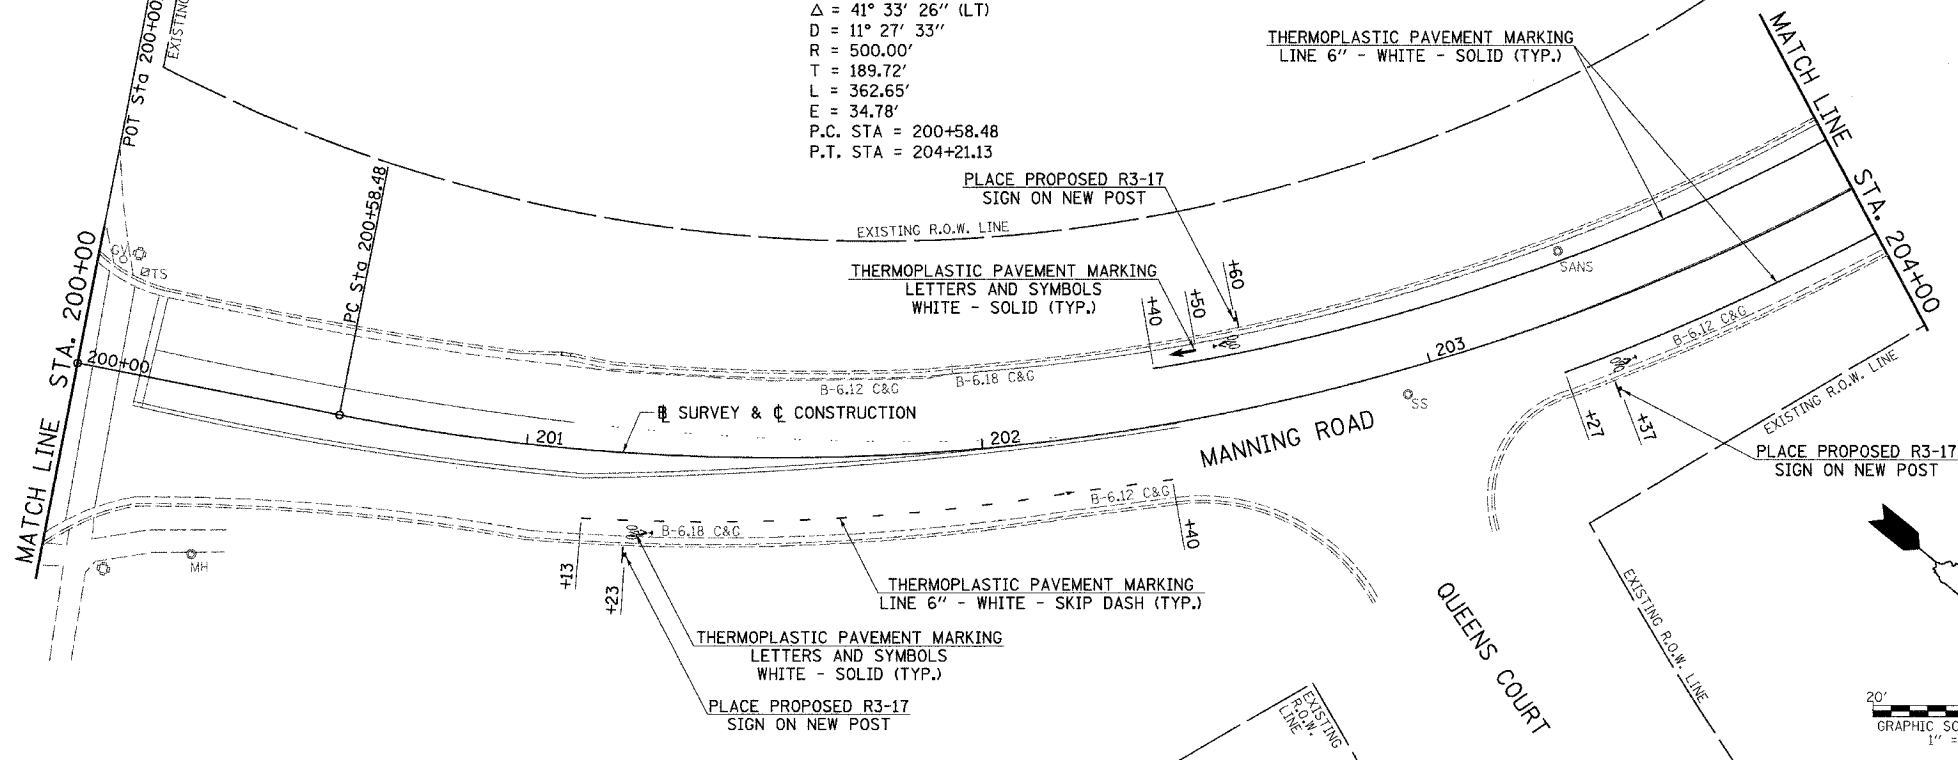 Δ = 41° 33' 26" (LT)
D = 11° 27' 33"
R = 500.00'
T = 189.72'
L = 362.65'
E = 34.78'
P.C. STA = 200+58.48
P.T. STA = 204+21.13
POT Sta 200+00
EXISTING
PC Sta 200+58.48
THERMOPLASTIC PAVEMENT MARKING
LINE 6" - WHITE - SOLID (TYP.)
MATCH LINE STA. 204+00
PLACE PROPOSED R3-17
SIGN ON NEW POST
EXISTING R.O.W. LINE
THERMOPLASTIC PAVEMENT MARKING
LETTERS AND SYMBOLS
WHITE - SOLID (TYP.)
+40
+50
+60
SANS
GV
ØTS
MATCH LINE STA. 200+00
200+00
B-6.12 C&G
B-6.18 C&G
203
B-6.12 C&G
SS
EXISTING R.O.W. LINE
℄ SURVEY & ℄ CONSTRUCTION
201
202
MANNING ROAD
+27
+37
PLACE PROPOSED R3-17
SIGN ON NEW POST
B-6.12 C&G
B-6.18 C&G
+40
MH
+13
+23
THERMOPLASTIC PAVEMENT MARKING
LINE 6" - WHITE - SKIP DASH (TYP.)
THERMOPLASTIC PAVEMENT MARKING
LETTERS AND SYMBOLS
WHITE - SOLID (TYP.)
PLACE PROPOSED R3-17
SIGN ON NEW POST
QUEENS COURT
EXISTING R.O.W. LINE
EXISTING
R.O.W.
LINE
20'
GRAPHIC SC
1" =